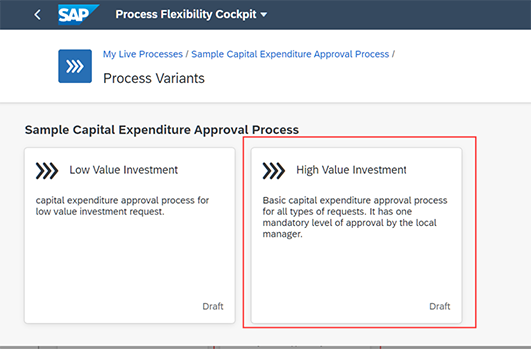 SAP Process Flexibility Cockpit
My Live Processes / Sample Capital Expenditure Approval Process /
Process Variants
Sample Capital Expenditure Approval Process
Low Value Investment
capital expenditure approval process for
low value investment request.
Draft
High Value Investment
Basic capital expenditure approval process
for all types of requests. It has one
mandatory level of approval by the local
manager.
Draft